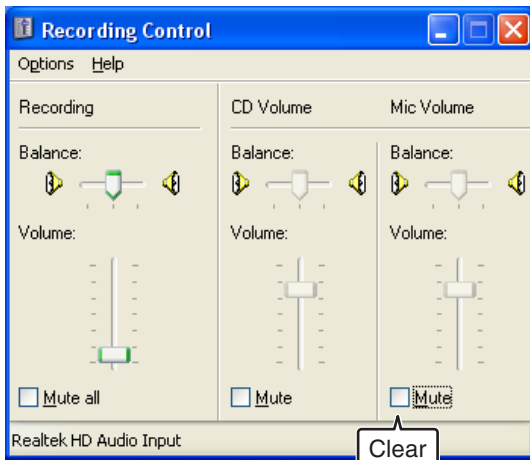 Recording Control
Options Help
Recording CD Volume Mic Volume
Balance: Balance: Balance:
Volume: Volume: Volume:
Mute all Mute Mute
Realtek HD Audio Input
Clear